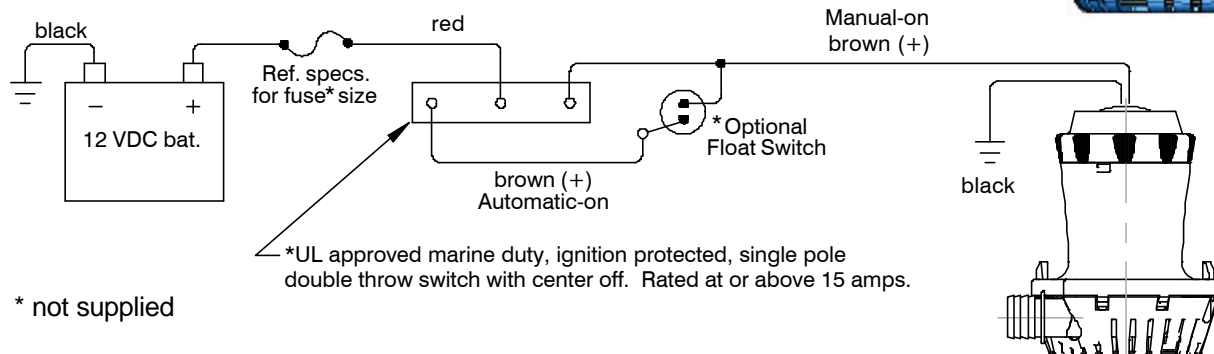 black
red
Manual-on
brown (+)
Ref. specs.
for fuse* size
− +
12 VDC bat.
* Optional
Float Switch
black
brown (+)
Automatic-on
*UL approved marine duty, ignition protected, single pole
double throw switch with center off. Rated at or above 15 amps.
* not supplied